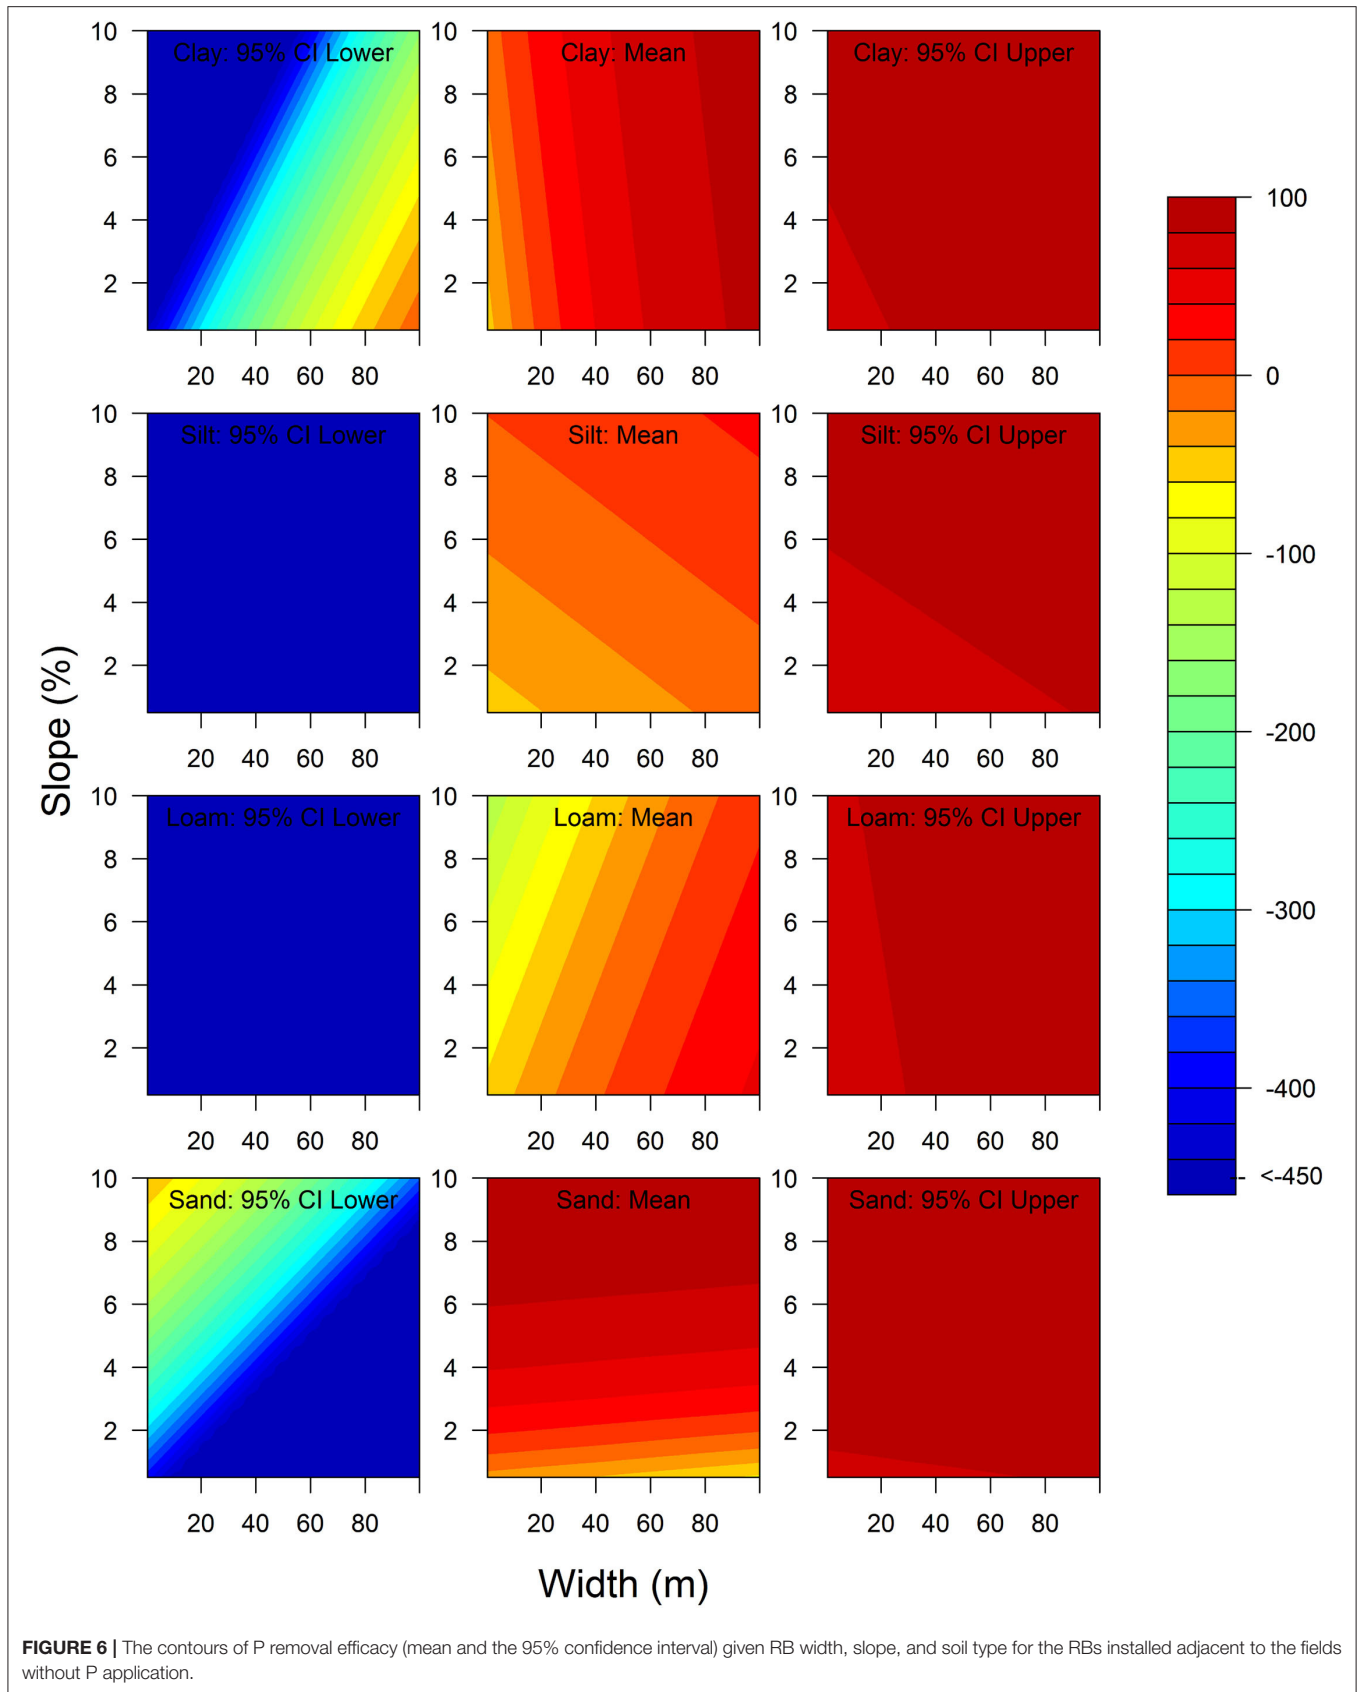 Clay: 95% CI Lower
Clay: Mean
Clay: 95% CI Upper
10 10 10
8 8 8
6 6 6
4 4 4
2 2 2
20 40 60 80 20 40 60 80 20 40 60 80
Silt: 95% CI Lower
Silt: Mean
Silt: 95% CI Upper
10 10 10
8 8 8
6 6 6
4 4 4
2 2 2
20 40 60 80 20 40 60 80 20 40 60 80
Loam: 95% CI Lower
Loam: Mean
Loam: 95% CI Upper
10 10 10
8 8 8
6 6 6
4 4 4
2 2 2
20 40 60 80 20 40 60 80 20 40 60 80
Sand: 95% CI Lower
Sand: Mean
Sand: 95% CI Upper
10 10 10
8 8 8
6 6 6
4 4 4
2 2 2
20 40 60 80 20 40 60 80 20 40 60 80
Slope (%)
Width (m)
100
0
-100
-200
-300
-400
-- <-450
FIGURE 6 | The contours of P removal efficacy (mean and the 95% confidence interval) given RB width, slope, and soil type for the RBs installed adjacent to the fields
without P application.